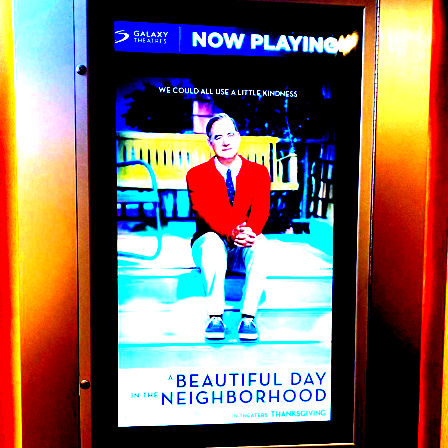 GALAXY
THEATRES
NOW PLAYING
WE COULD ALL USE A LITTLE KINDNESS
A BEAUTIFUL DAY
IN THE NEIGHBORHOOD
IN THEATERS THANKSGIVING